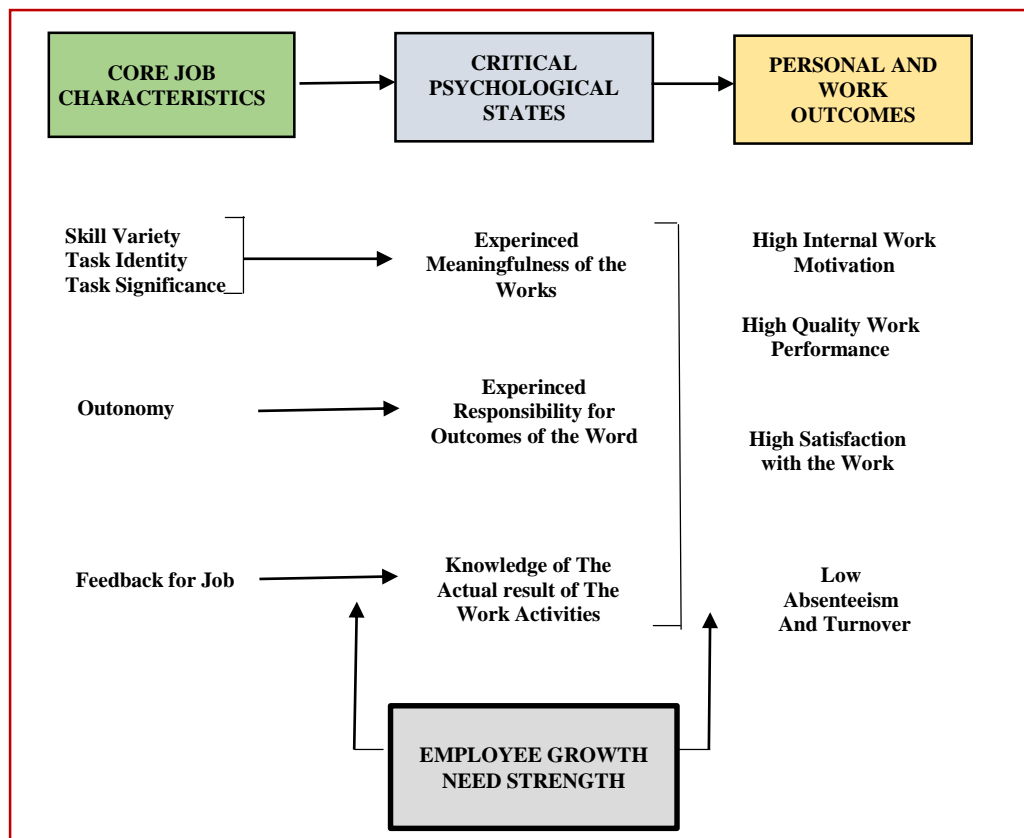 CORE JOB
CHARACTERISTICS
CRITICAL
PSYCHOLOGICAL
STATES
PERSONAL AND
WORK
OUTCOMES
Skill Variety
Task Identity
Task Significance
Experinced
Meaningfulness of the
Works
High Internal Work
Motivation
High Quality Work
Performance
Outonomy
Experinced
Responsibility for
Outcomes of the Word
High Satisfaction
with the Work
Feedback for Job
Knowledge of The
Actual result of The
Work Activities
Low
Absenteeism
And Turnover
EMPLOYEE GROWTH
NEED STRENGTH